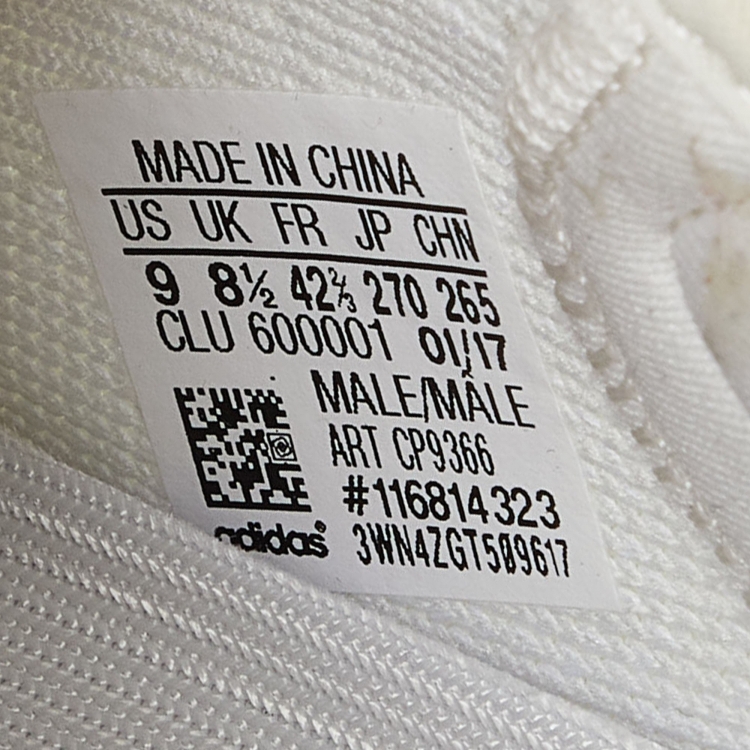 MADE IN CHINA
US UK FR JP CHN
9 8½ 42⅔ 270 265
CLU 600001 01/17
MALE/MÂLE
ART CP9366
#116814323
adidas® 3WN4ZGT509617